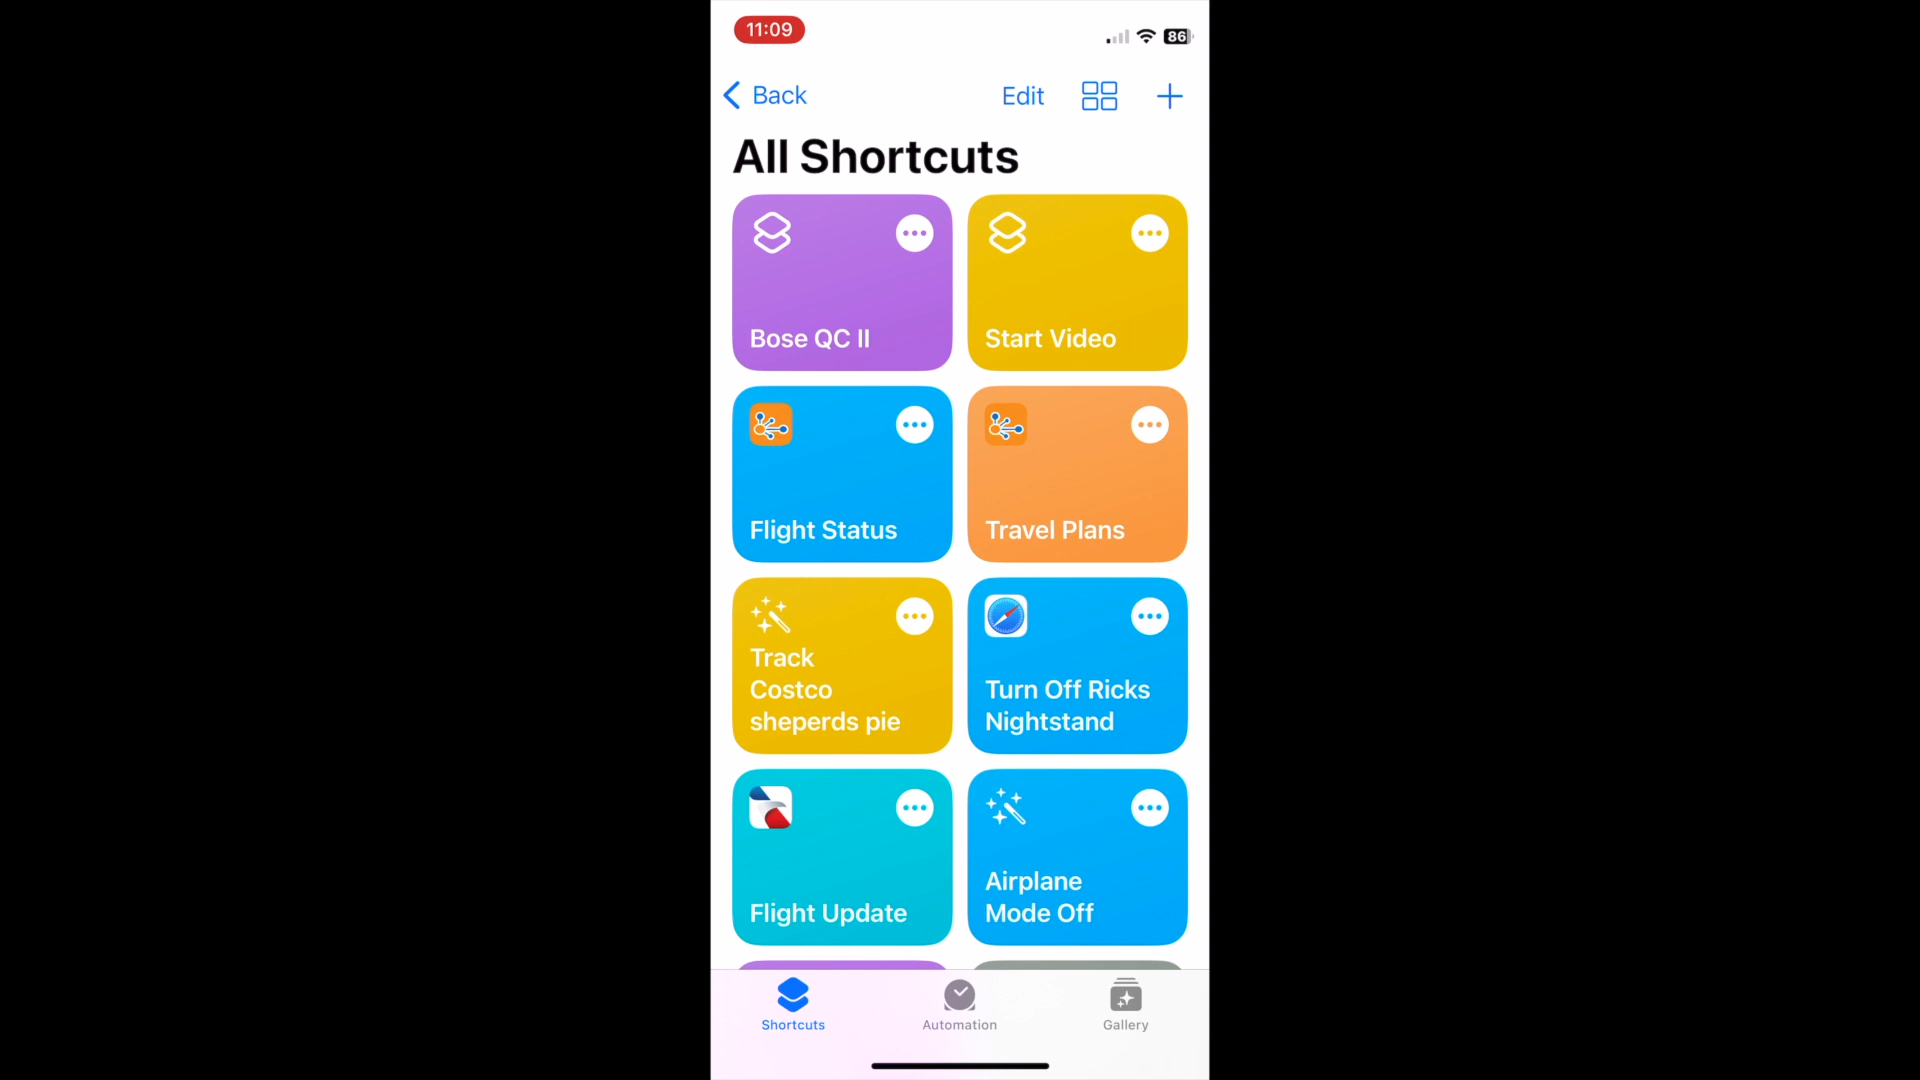 11:09
86
Back
Edit
All Shortcuts
Bose QC II
Start Video
Flight Status
Travel Plans
Track
Costco
sheperds pie
Turn Off Ricks
Nightstand
Flight Update
Airplane
Mode Off
Shortcuts
Automation
Gallery